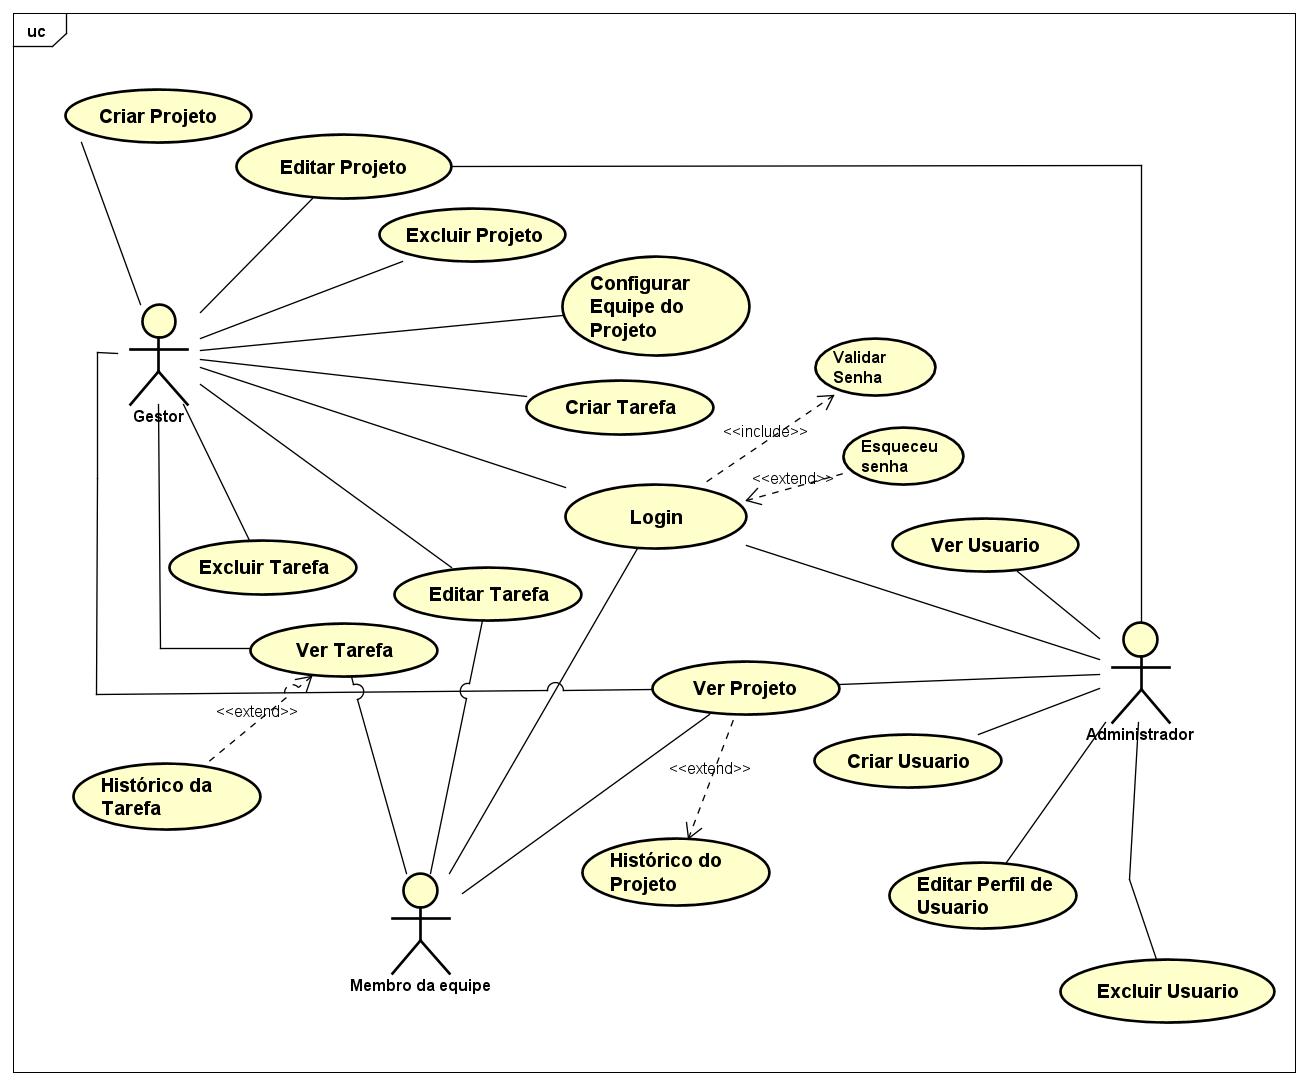 uc
Criar Projeto
Editar Projeto
Excluir Projeto
Configurar
Equipe do
Projeto
Validar
Senha
Gestor
Criar Tarefa
<<include>>
Esqueceu
senha
<<extend>>
Login
Ver Usuario
Excluir Tarefa
Editar Tarefa
Ver Tarefa
Ver Projeto
<<extend>>
Administrador
Criar Usuario
<<extend>>
Histórico da
Tarefa
Histórico do
Projeto
Editar Perfil de
Usuario
Membro da equipe
Excluir Usuario